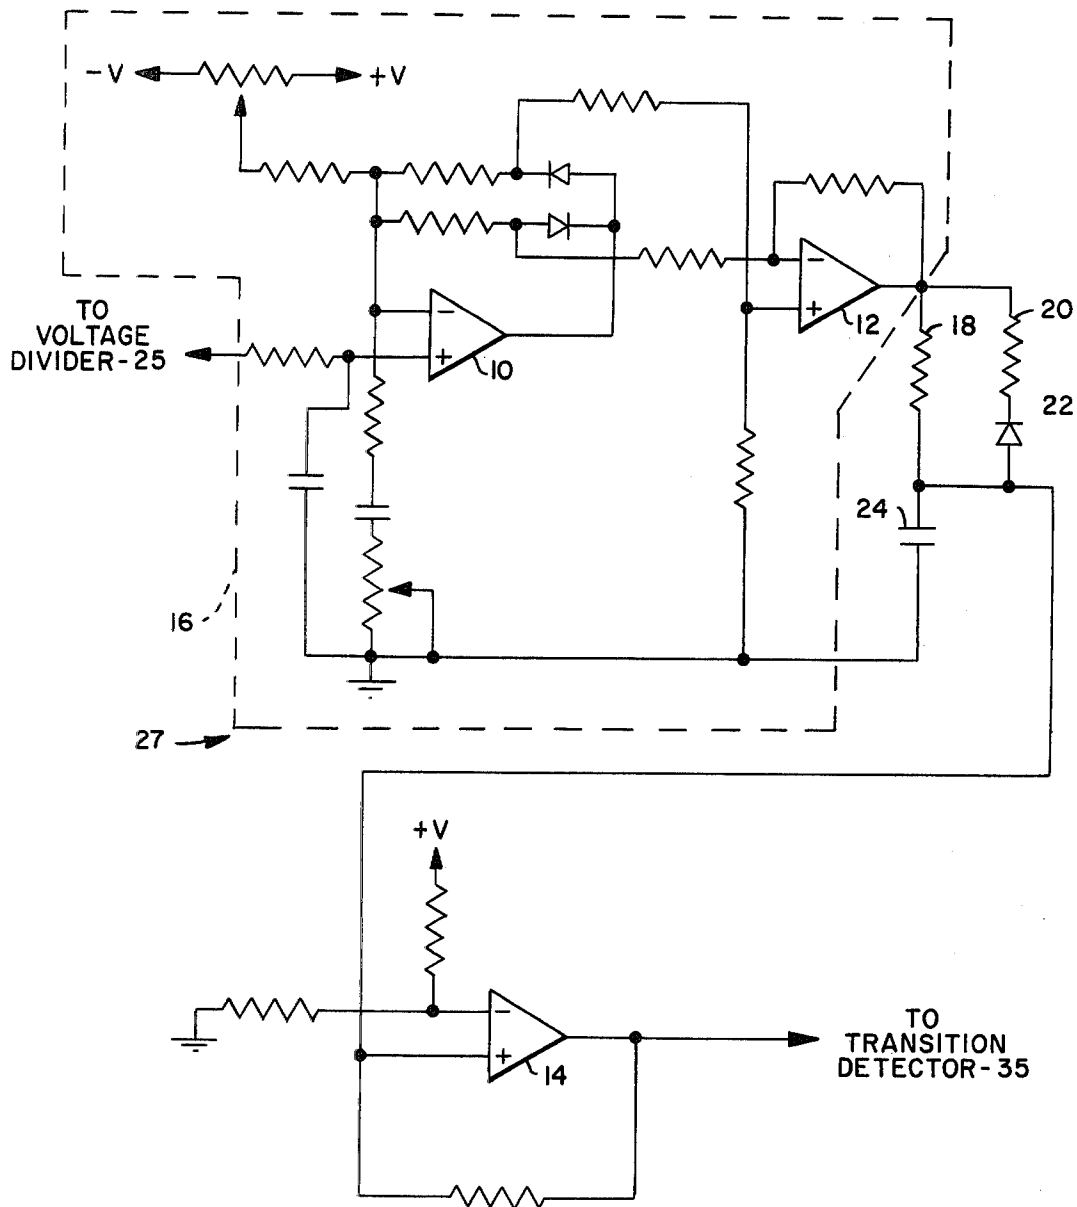 -V
+V
TO
VOLTAGE
DIVIDER-25
-
+
10
-
+
12
18
20
22
24
16
27
+V
-
+
14
TO
TRANSITION
DETECTOR-35